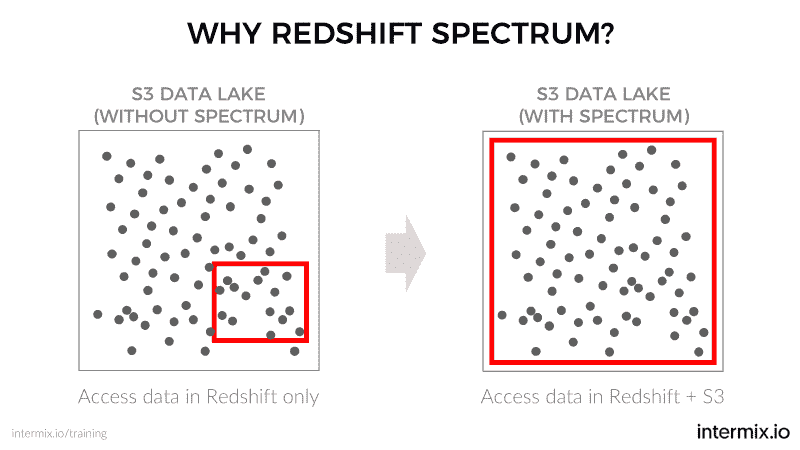 WHY REDSHIFT SPECTRUM?
S3 DATA LAKE
(WITHOUT SPECTRUM)
S3 DATA LAKE
(WITH SPECTRUM)
Access data in Redshift only
Access data in Redshift + S3
intermix.io/training
intermix.io